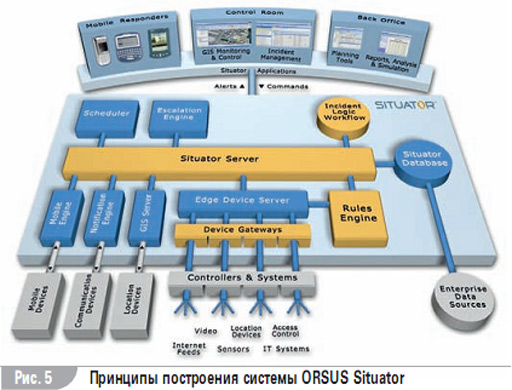 Mobile Responders
Control Room
Back Office
GIS Monitoring
& Control
Incident
Management
Planning
Tools
Reports, Analysis
& Simulation
Situator Applications
Alerts ▲ ▼ Commands
Scheduler
Escalation
Engine
Incident
Logic
Workflow
SITUATOR
Situator Server
Situator
Database
Mobile
Engine
Notification
Engine
GIS Server
Edge Device Server
Rules
Engine
Device Gateways
Controllers & Systems
Mobile
Devices
Communication
Devices
Location
Devices
Enterprise
Data
Sources
Internet
Feeds
Video
Sensors
Location
Devices
IT Systems
Access
Control
Рис. 5
Принципы построения системы ORSUS Situator